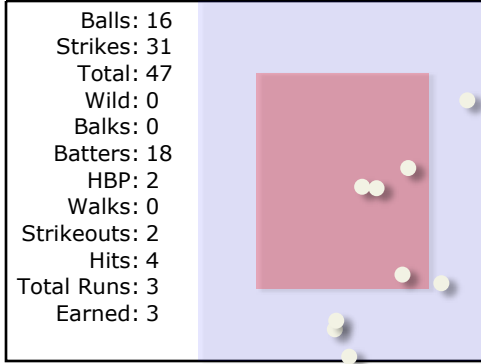 Balls: 16
Strikes: 31
Total: 47
Wild: 0
Balks: 0
Batters: 18
HBP: 2
Walks: 0
Strikeouts: 2
Hits: 4
Total Runs: 3
Earned: 3